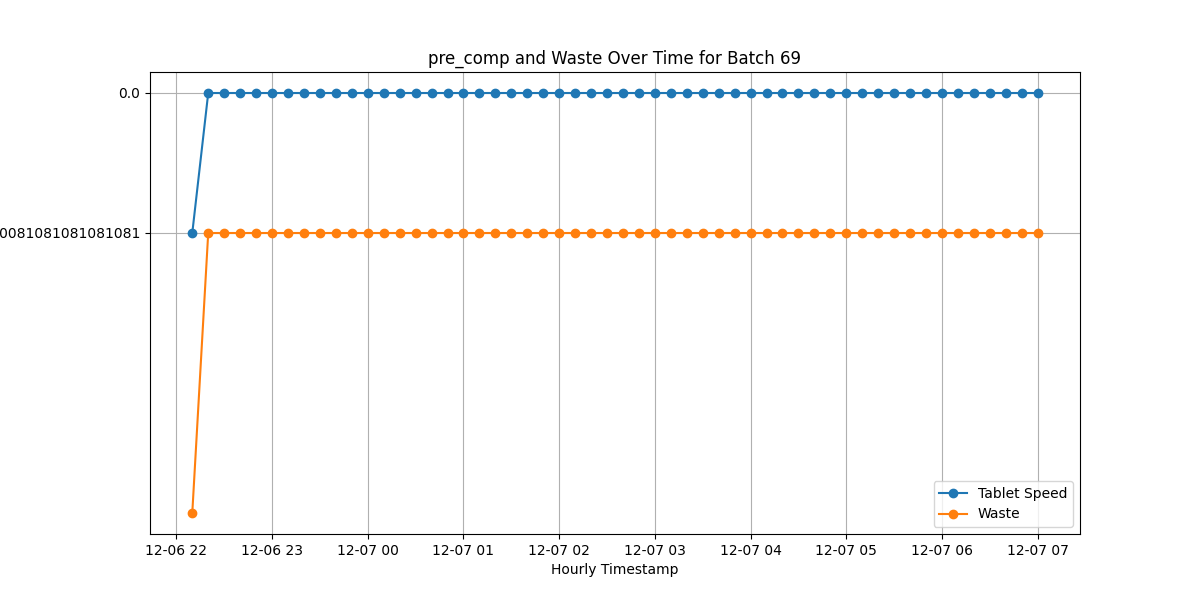 pre_comp and Waste Over Time for Batch 69
0.0
0081081081081081
Tablet Speed
Waste
12-06 22 12-06 23 12-07 00 12-07 01 12-07 02 12-07 03 12-07 04 12-07 05 12-07 06 12-07 07
Hourly Timestamp